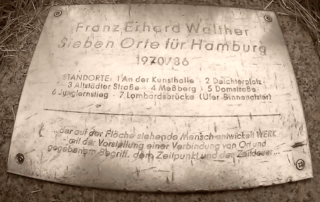 Franz Erhard Walther
Sieben Orte für Hamburg
1970/86
STANDORTE: 1 An der Kunsthalle · 2 Deichtorplatz ·
3 Altstädter Straße · 4 Meßberg · 5 Domstraße
6 Jungfernstieg · 7 Lombardsbrücke (Ufer Binnenalster)
...der auf der Fläche stehende Mensch entwickelt WERK
mit der Vorstellung einer Verbindung von Ort und
gegebenem Begriff, dem Zeitpunkt und der Zeitdauer...